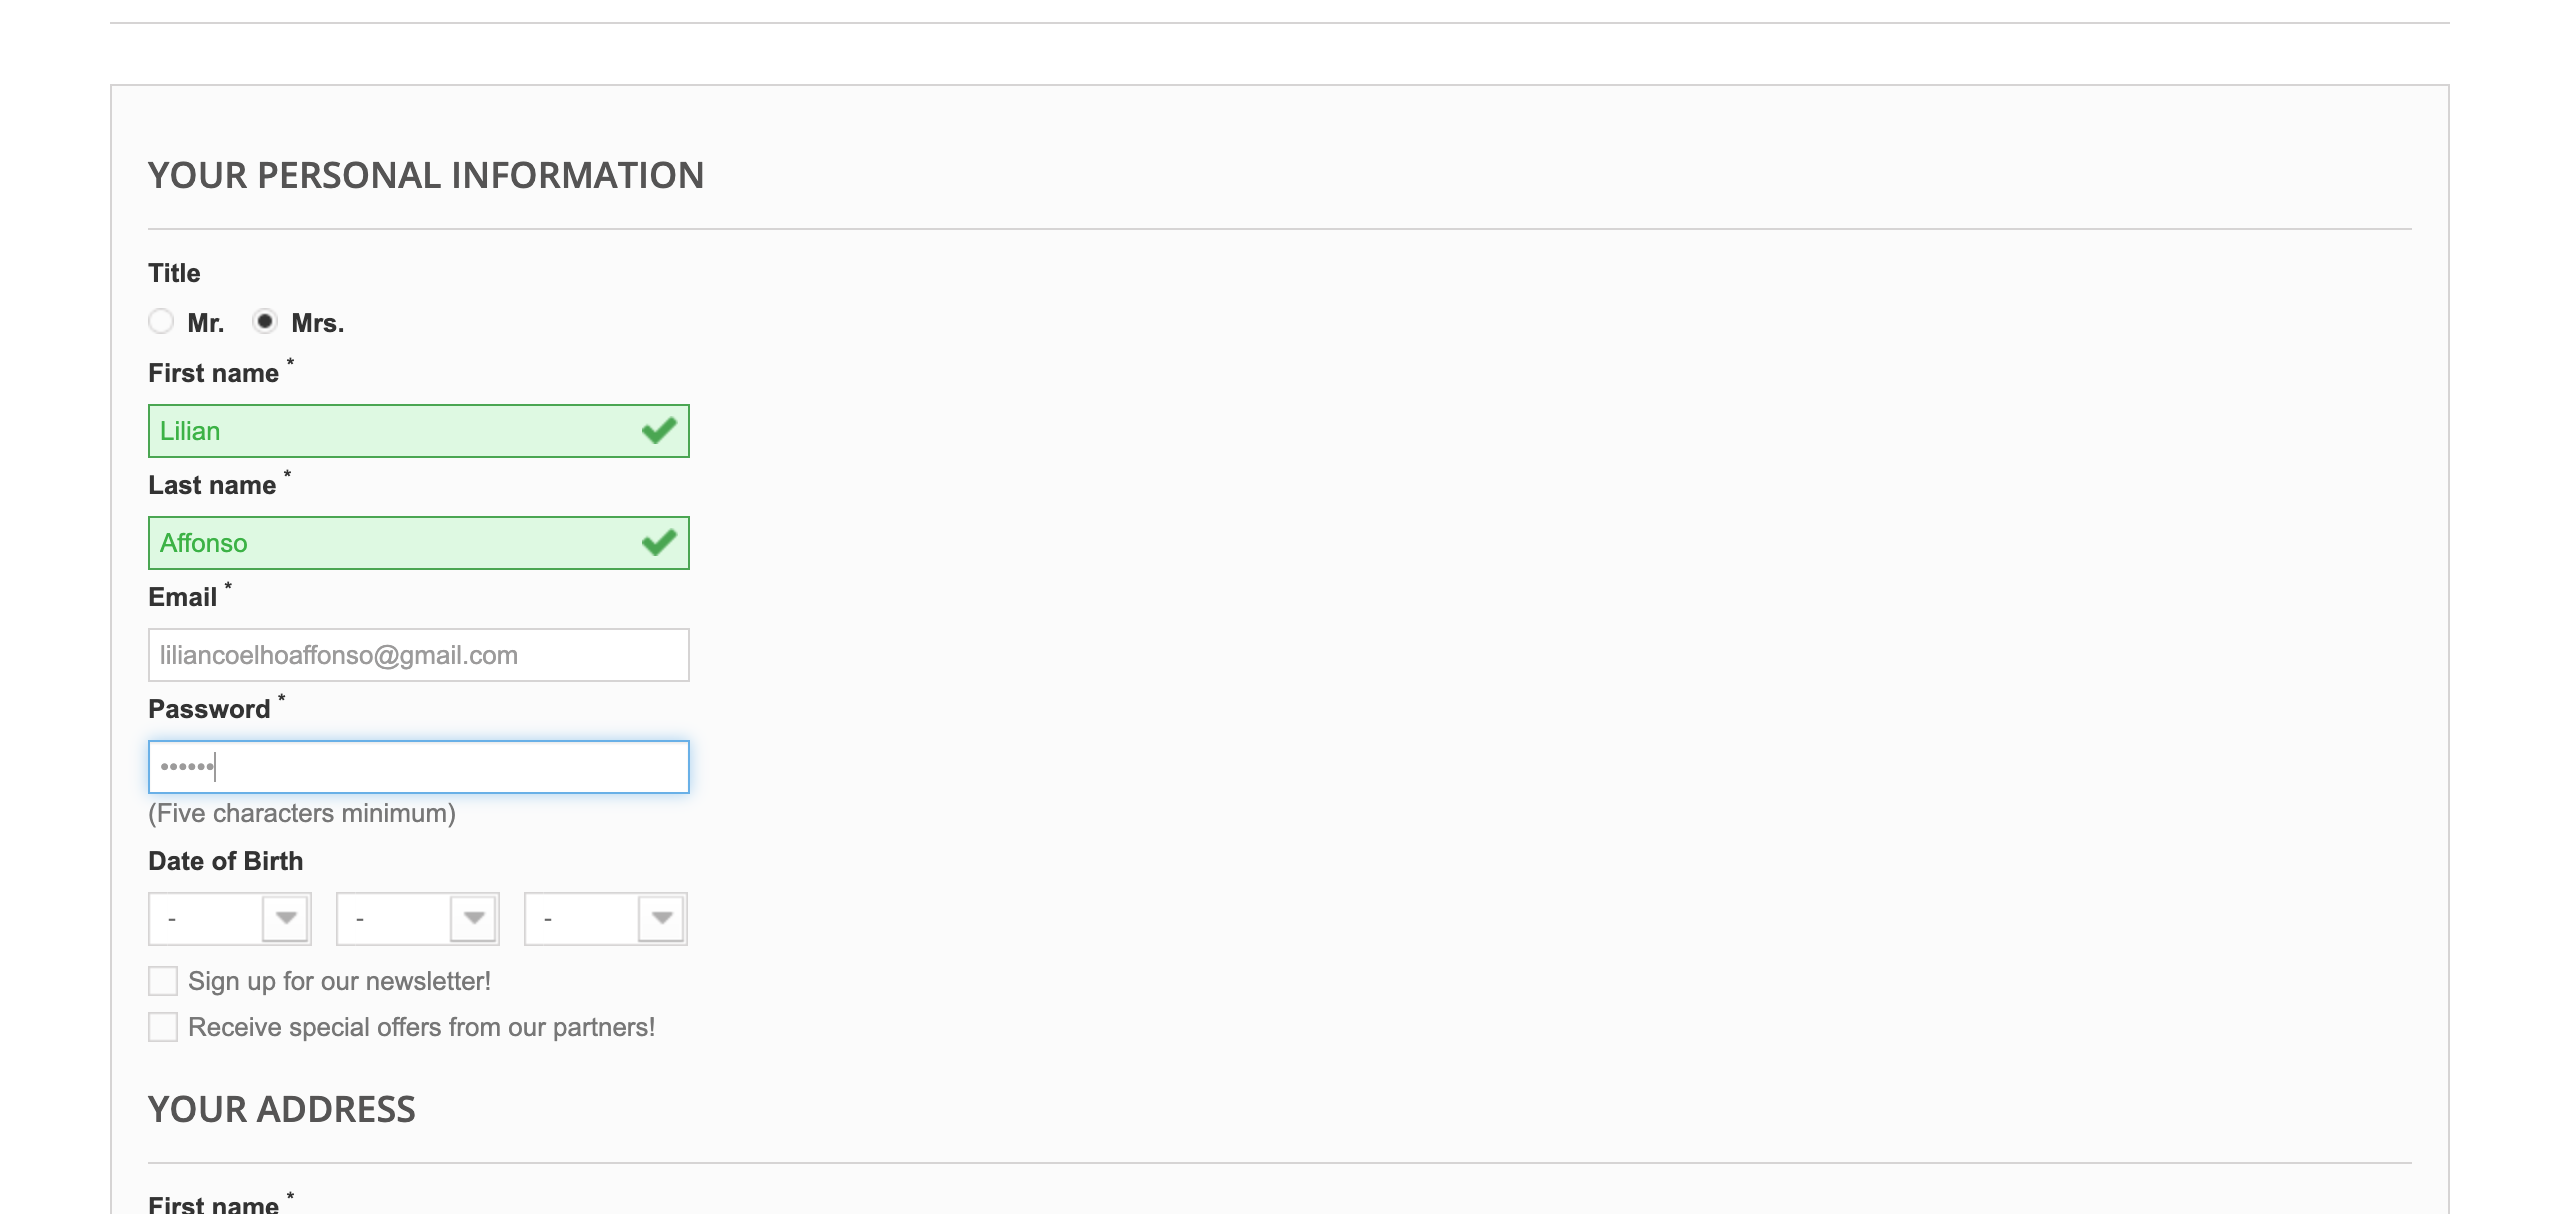 YOUR PERSONAL INFORMATION
Title
Mr. Mrs.
First name *
Lilian
Last name *
Affonso
Email *
liliancoelhoaffonso@gmail.com
Password *
••••••
(Five characters minimum)
Date of Birth
- - -
Sign up for our newsletter!
Receive special offers from our partners!
YOUR ADDRESS
First name *